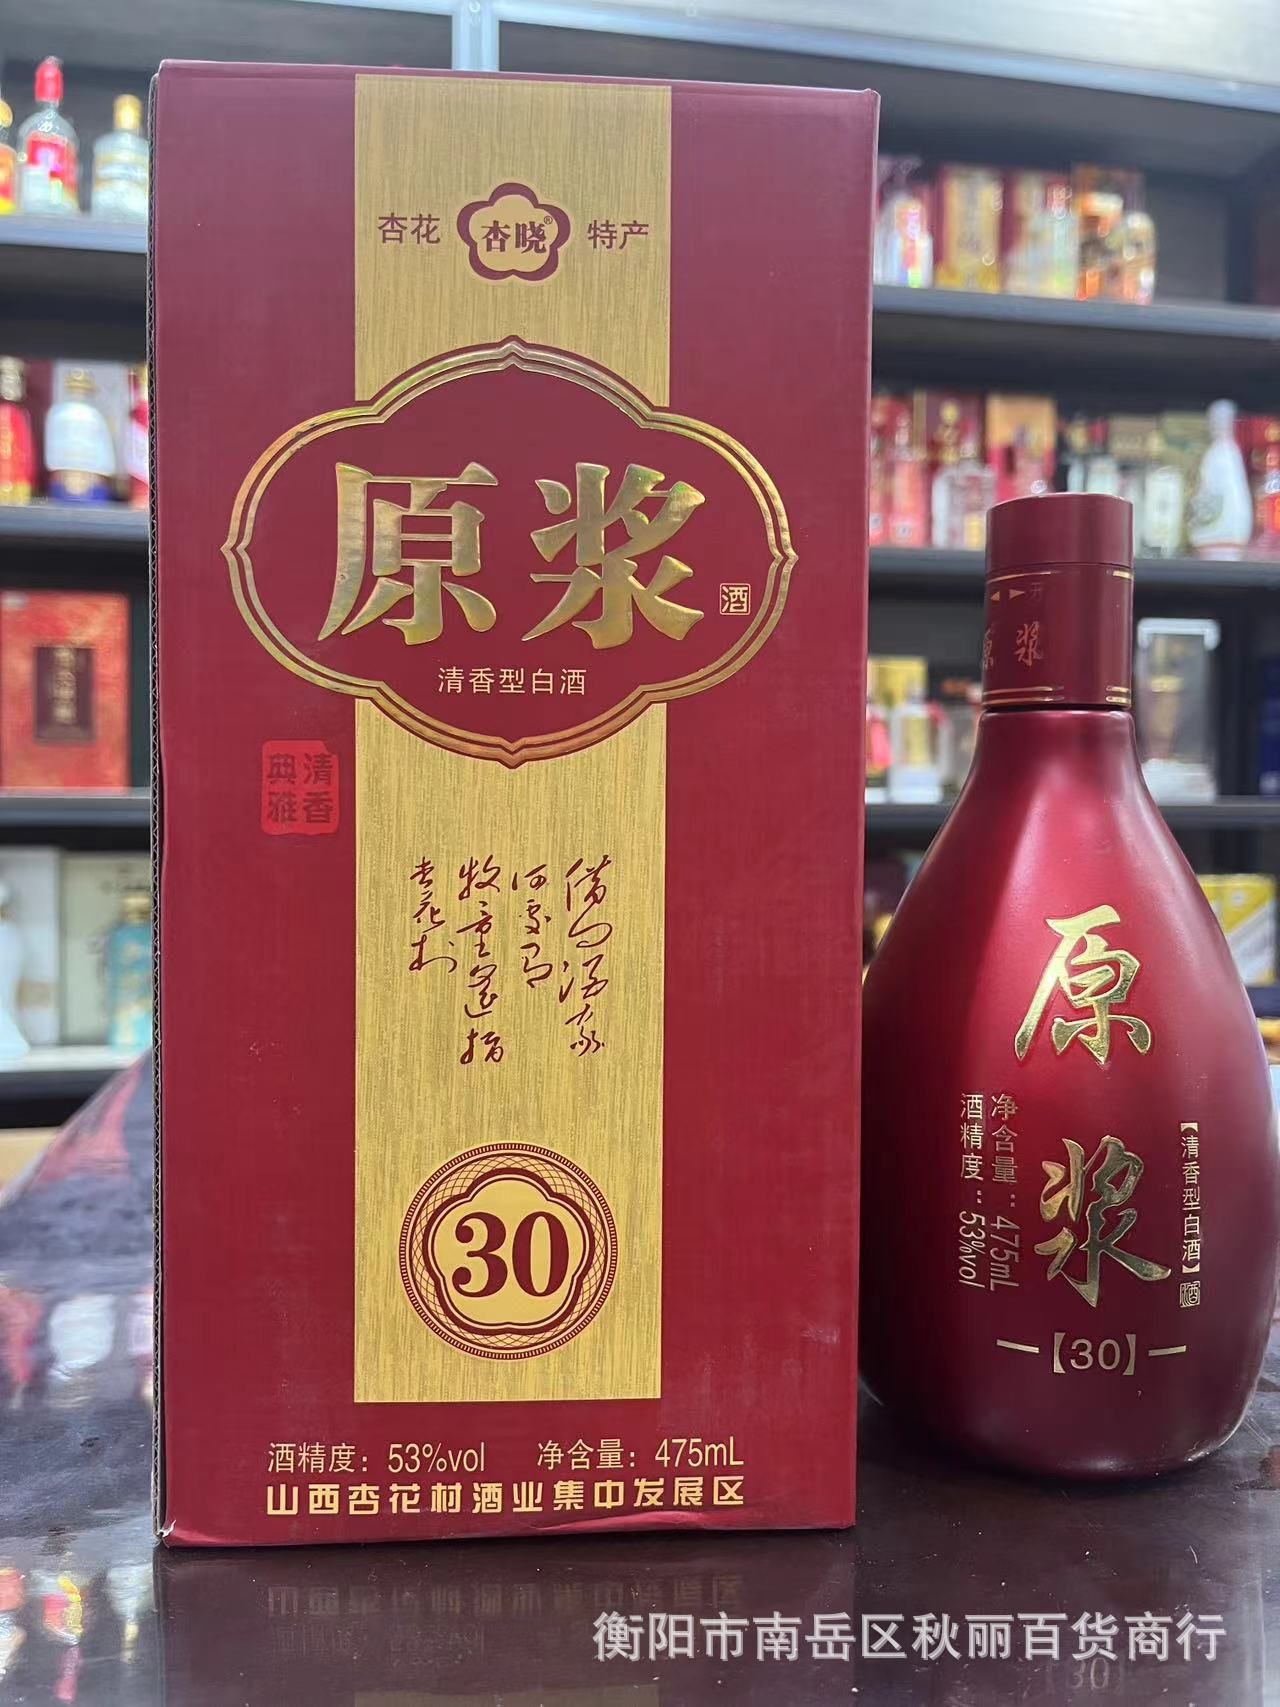 杏花 杏晓® 特产
原浆
酒
清香型白酒
清香
典雅
借问酒家
何处有
牧童遥指
杏花村
30
酒精度：53%vol 净含量：475mL
山西杏花村酒业集中发展区
◀▶开
原浆
原浆
净含量：475mL
酒精度：53%vol
【清香型白酒】酒
【30】
衡阳市南岳区秋丽百货商行